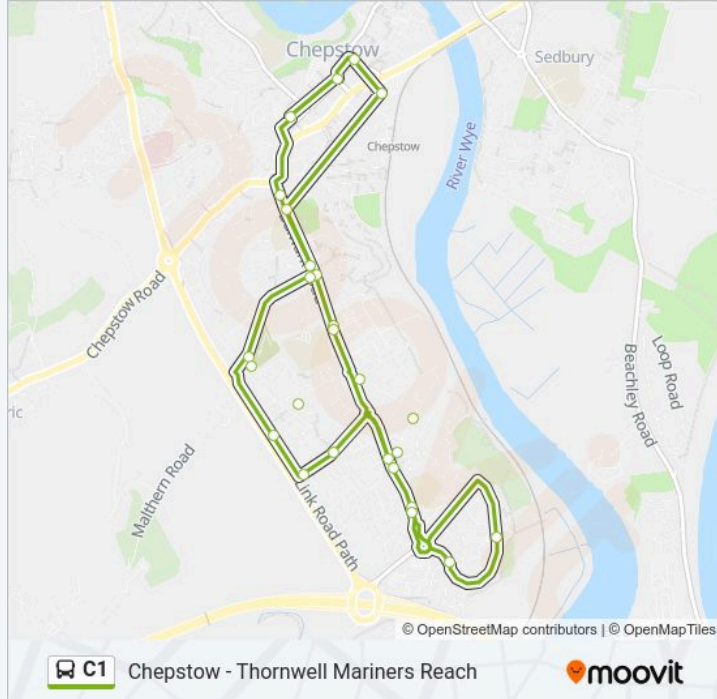 Chepstow
Sedbury
Chepstow
River Wye
Chepstow Road
Beachley Road
Loop Road
ric
Malthern Road
Link Road Path
© OpenStreetMap contributors | © OpenMapTiles
C1
Chepstow - Thornwell Mariners Reach
moovit